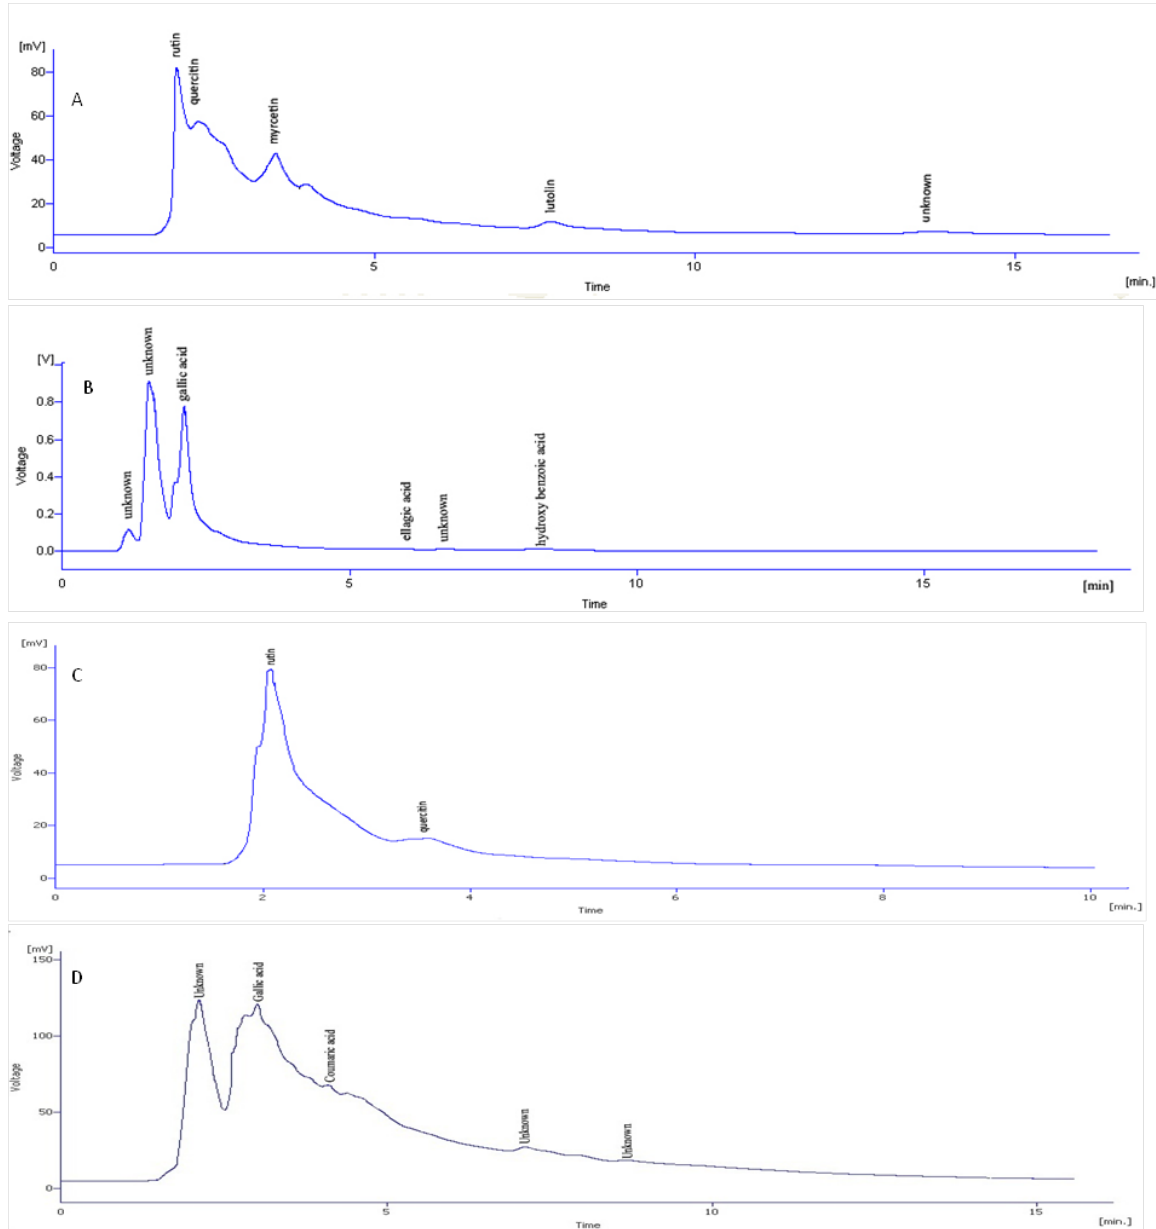 [mV]
80
60
40
20
0
Voltage
A
rutin
quercitin
myrcetin
lutolin
unknown
0
5
10
15
Time
[min.]
[V]
0.8
0.6
0.4
0.2
0.0
Voltage
B
unknown
unknown
gallic acid
ellagic acid
unknown
hydroxy benzoic acid
0
5
10
15
Time
[min]
[mV]
80
60
40
20
0
Voltage
C
rutin
quercitin
0
2
4
6
8
10
Time
[min.]
[mV]
150
100
50
0
Voltage
D
Unknown
Gallic acid
Coumaric acid
Unknown
Unknown
0
5
10
15
Time
[min.]